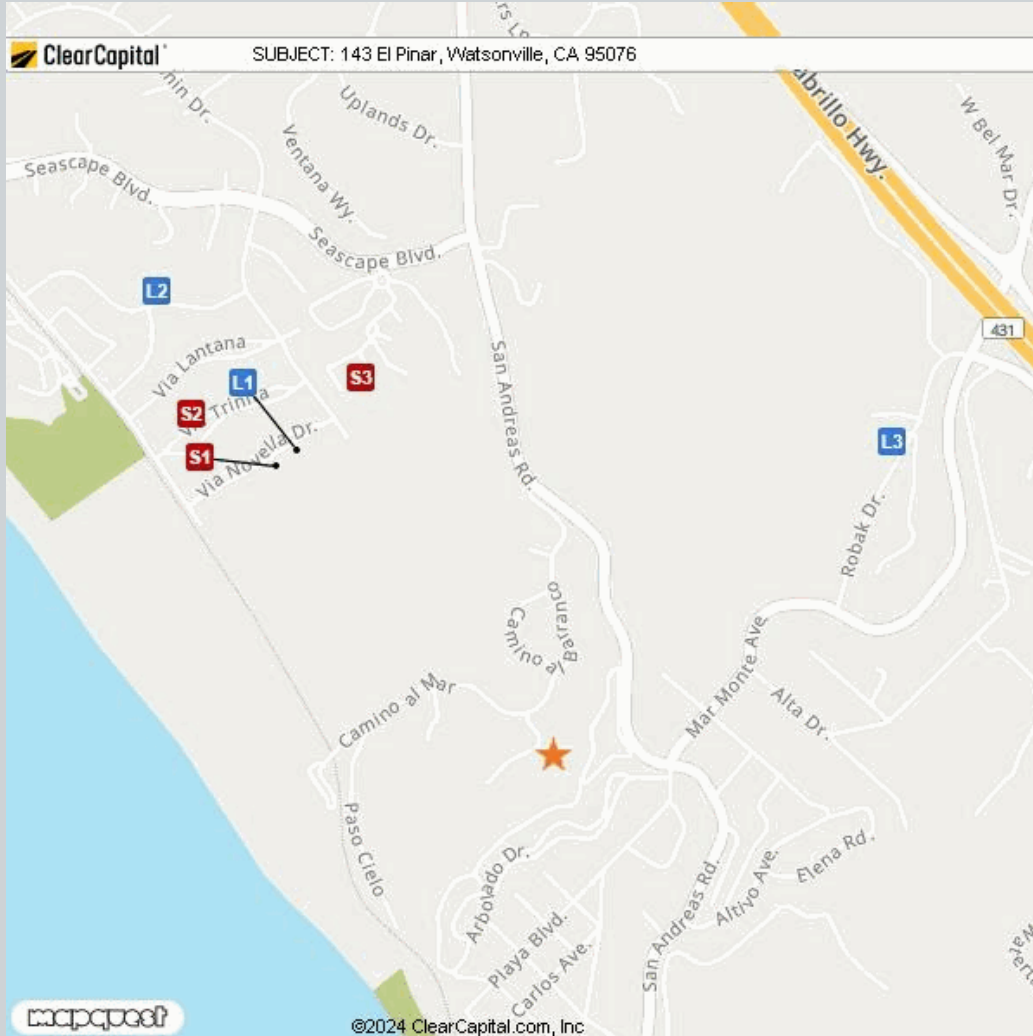 ClearCapital
SUBJECT: 143 El Pinar, Watsonville, CA 95076
Uplands Dr.
W Bel Mar Dr.
Ventana Wy.
Seascape Blvd.
Seascape Blvd.
L2
431
Via Lantana
San Andreas Rd.
L1
S3
S2
L3
S1
Via Novella Dr.
Robak Dr.
Camino al Barranco
Camino al Mar
Mar Monte Ave.
Alta Dr.
Paso Cielo
Elena Rd.
Arbolado Dr.
Altivo Ave.
San Andreas Rd.
Playa Blvd.
Carlos Ave.
mapquest
©2024 ClearCapital.com, Inc